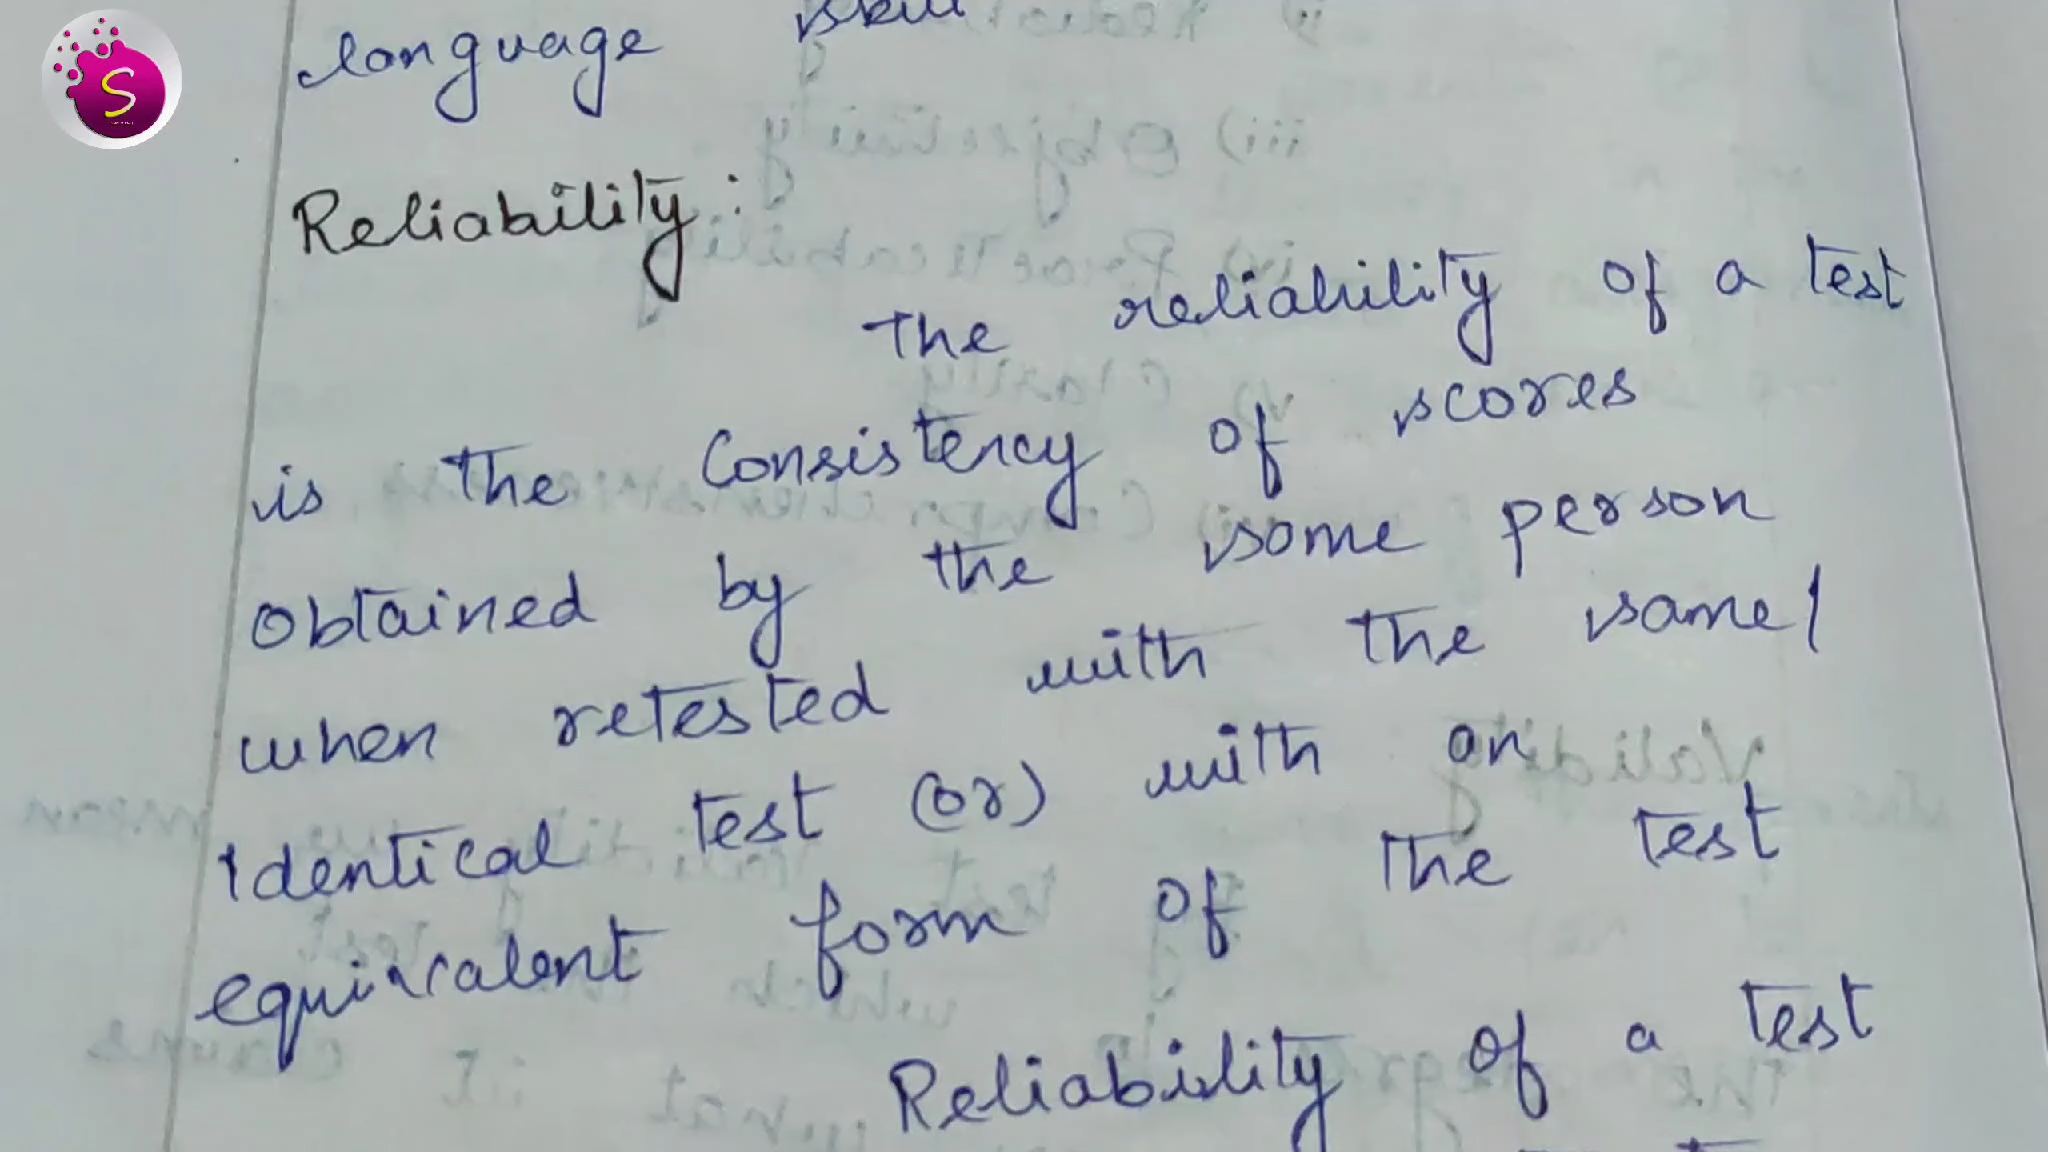 language skill
Reliability:
The reliability of a test
is the Consistency of scores
obtained by the same person
when retested with the same /
Identical test (or) with an
equivalent form of the test
Reliability of a test
S